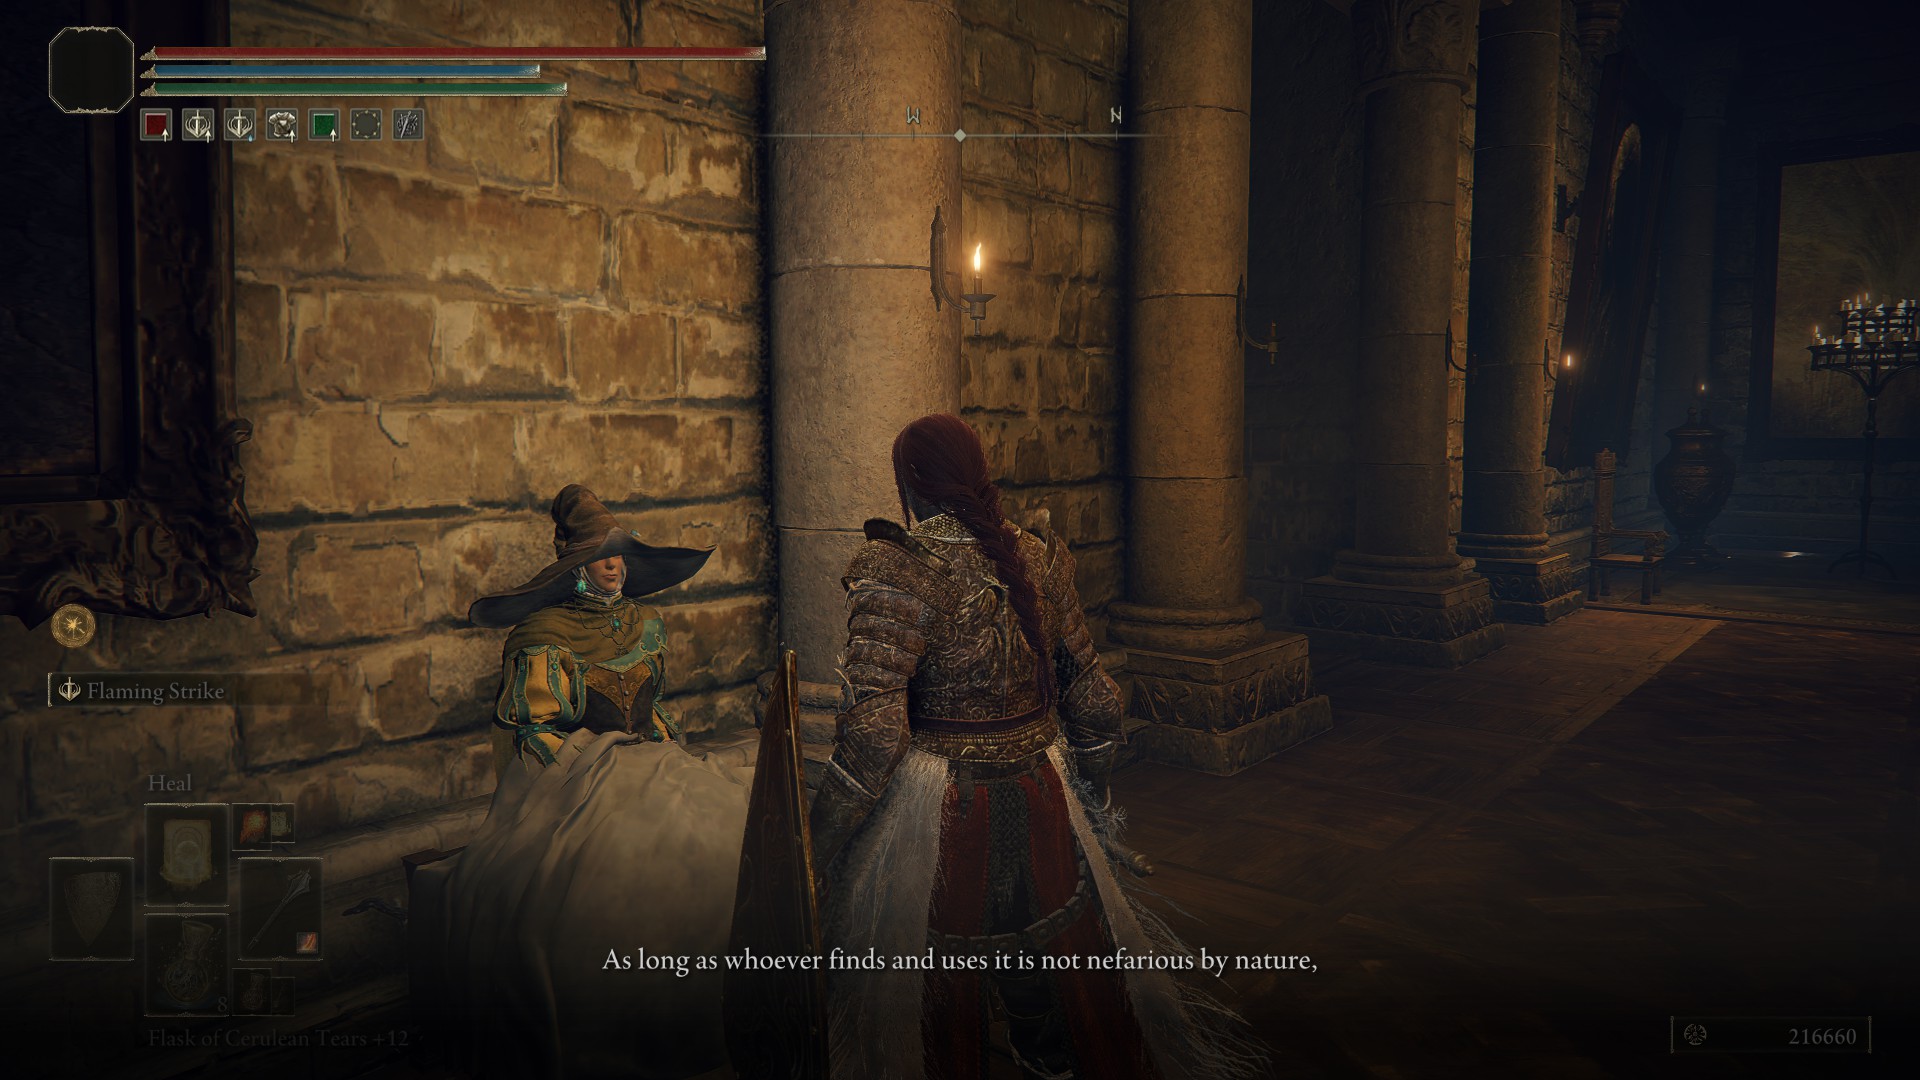 W
N
Flaming Strike
Heal
8
Flask of Cerulean Tears +12
As long as whoever finds and uses it is not nefarious by nature,
216660